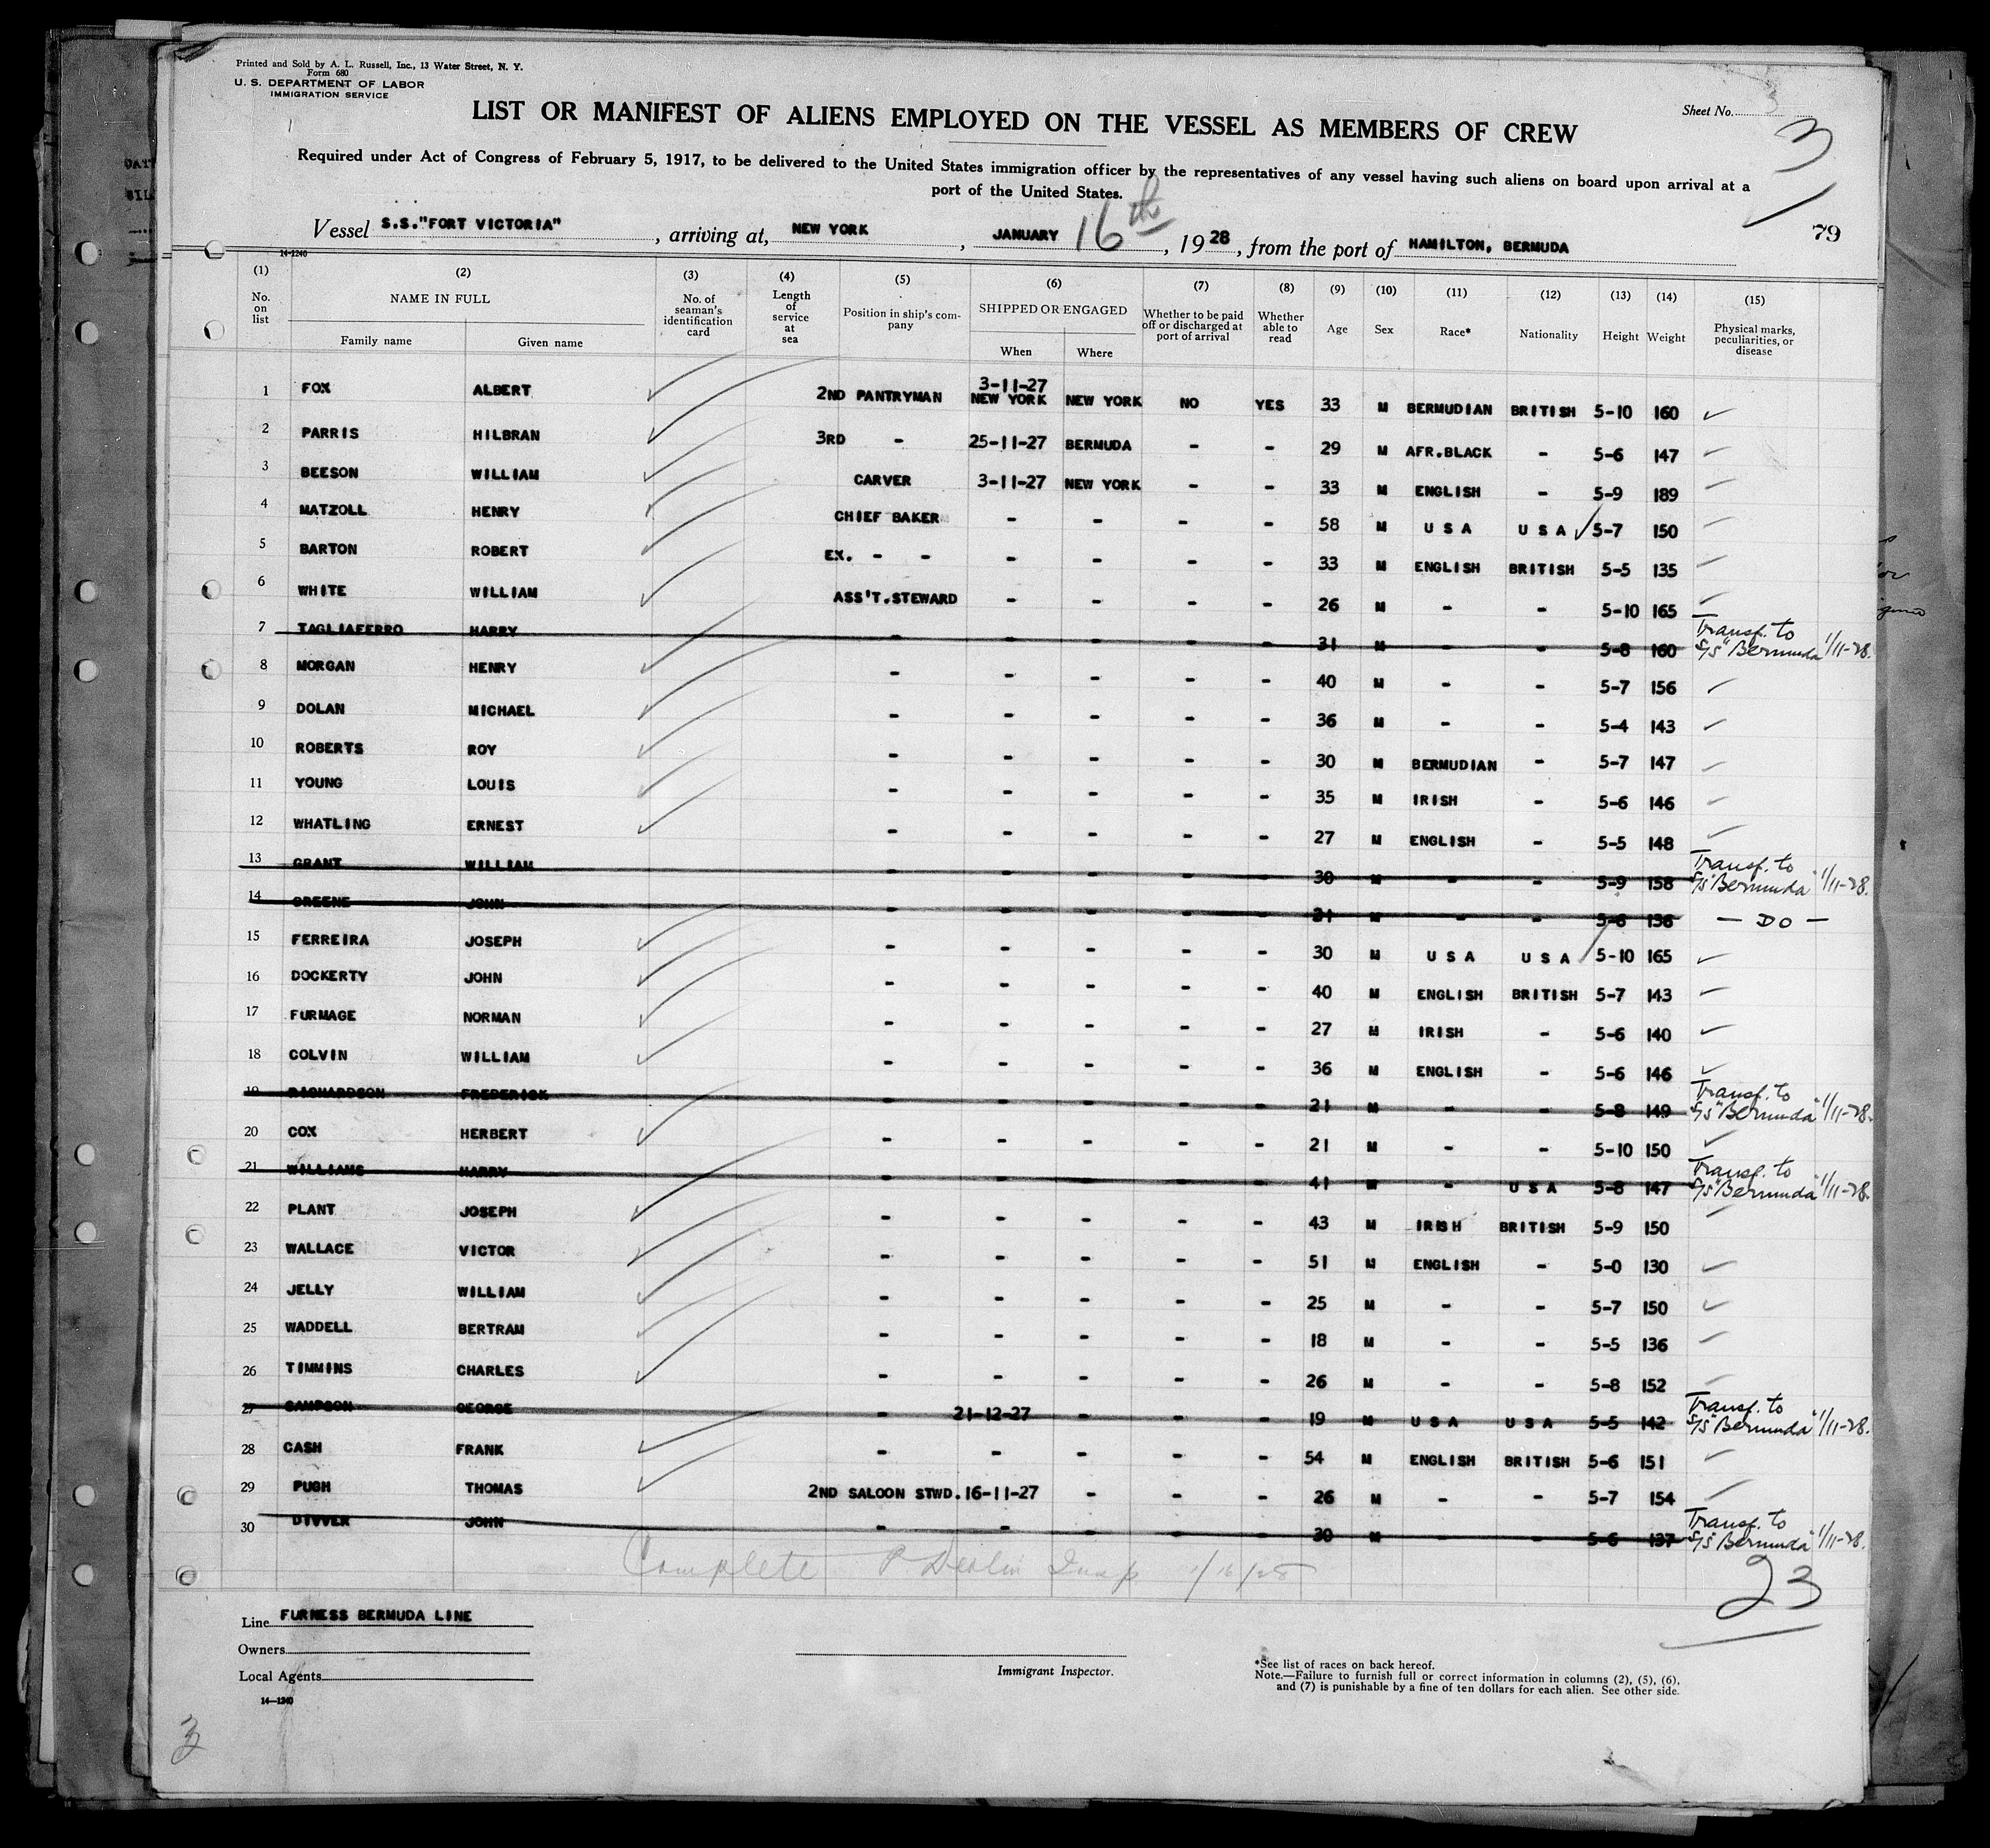 Printed and Sold by A. L. Russell, Inc., 13 Water Street, N. Y.
Form 680
U. S. DEPARTMENT OF LABOR
IMMIGRATION SERVICE
Sheet No. 3
LIST OR MANIFEST OF ALIENS EMPLOYED ON THE VESSEL AS MEMBERS OF CREW
3
Required under Act of Congress of February 5, 1917, to be delivered to the United States immigration officer by the representatives of any vessel having such aliens on board upon arrival at a
port of the United States.
Vessel S.S."FORT VICTORIA", arriving at, NEW YORK, JANUARY 16th, 1928, from the port of HAMILTON, BERMUDA
79
14-1240
(1) (2) (3) (4) (5) (6) (7) (8) (9) (10) (11) (12) (13) (14) (15)
No. on list NAME IN FULL Family name Given name No. of seaman's identification card Length of service at sea Position in ship's company SHIPPED OR ENGAGED When Where Whether to be paid off or discharged at port of arrival Whether able to read Age Sex Race* Nationality Height Weight Physical marks, peculiarities, or disease
1 FOX ALBERT 2ND PANTRYMAN 3-11-27 NEW YORK NEW YORK NO YES 33 M BERMUDIAN BRITISH 5-10 160
2 PARRIS HILBRAN 3RD - 25-11-27 BERMUDA - - 29 M AFR.BLACK - 5-6 147
3 BEESON WILLIAM CARVER 3-11-27 NEW YORK - - 33 M ENGLISH - 5-9 189
4 MATZOLL HENRY CHIEF BAKER - - - - 58 M U S A U S A 5-7 150
5 BARTON ROBERT EX. - - - - - - 33 M ENGLISH BRITISH 5-5 135
6 WHITE WILLIAM ASS'T.STEWARD - - - - 26 M - - 5-10 165
7 TAGLIAFERRO HARRY - - - - - 31 M - - 5-8 160 Transf. to S/S "Bermuda" 1/11-28.
8 MORGAN HENRY - - - - - 40 M - - 5-7 156
9 DOLAN MICHAEL - - - - - 36 M - - 5-4 143
10 ROBERTS ROY - - - - - 30 M BERMUDIAN - 5-7 147
11 YOUNG LOUIS - - - - - 35 M IRISH - 5-6 146
12 WHATLING ERNEST - - - - - 27 M ENGLISH - 5-5 148
13 GRANT WILLIAM - - - - - 30 M - - 5-9 158 Transf. to S/S "Bermuda" 1/11-28.
14 GREENE JOHN - - - - - 31 M - - 5-6 136 - DO -
15 FERREIRA JOSEPH - - - - - 30 M U S A U S A 5-10 165
16 DOCKERTY JOHN - - - - - 40 M ENGLISH BRITISH 5-7 143
17 FURMAGE NORMAN - - - - - 27 M IRISH - 5-6 140
18 COLVIN WILLIAM - - - - - 36 M ENGLISH - 5-6 146
19 RICHARDSON FREDERICK - - - - - 21 M - - 5-8 149 Transf. to S/S "Bermuda" 1/11-28.
20 COX HERBERT - - - - - 21 M - - 5-10 150
21 WILLIAMS HARRY - - - - - 41 M - U S A 5-8 147 Transf. to S/S "Bermuda" 1/11-28.
22 PLANT JOSEPH - - - - - 43 M IRISH BRITISH 5-9 150
23 WALLACE VICTOR - - - - - 51 M ENGLISH - 5-0 130
24 JELLY WILLIAM - - - - - 25 M - - 5-7 150
25 WADDELL BERTRAM - - - - - 18 M - - 5-5 136
26 TIMMINS CHARLES - - - - - 26 M - - 5-8 152
27 SAMPSON GEORGE - 21-12-27 - - - 19 M U S A U S A 5-5 142 Transf. to S/S "Bermuda" 1/11-28.
28 CASH FRANK - - - - - 54 M ENGLISH BRITISH 5-6 151
29 PUGH THOMAS 2ND SALOON STWD. 16-11-27 - - - 26 M - - 5-7 154
30 DIVVER JOHN - - - - - 30 M - - 5-6 137 Transf. to S/S "Bermuda" 1/11-28.
Complete P Devlin Insp 1/16/28
23
Line FURNESS BERMUDA LINE
Owners
Local Agents
Immigrant Inspector.
14-1240
*See list of races on back hereof.
Note.—Failure to furnish full or correct information in columns (2), (5), (6),
and (7) is punishable by a fine of ten dollars for each alien. See other side.
3